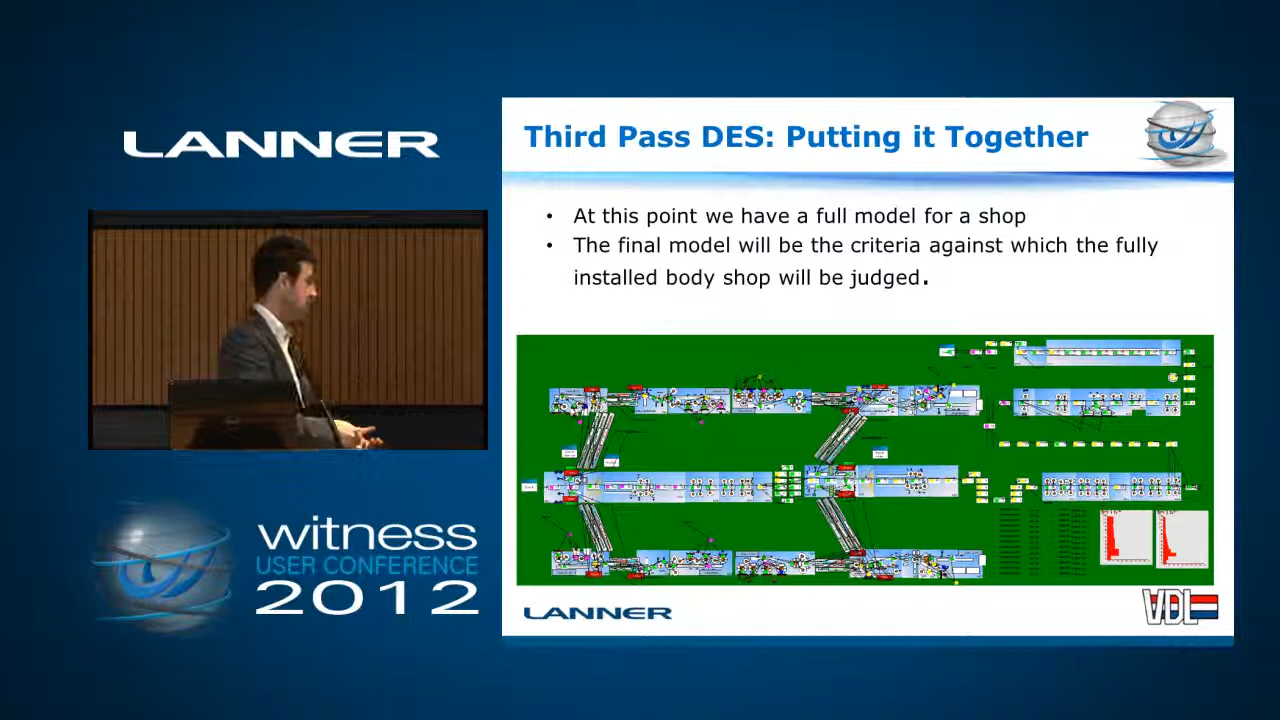 LANNER
witness
USER CONFERENCE
2012
Third Pass DES: Putting it Together
• At this point we have a full model for a shop
• The final model will be the criteria against which the fully
installed body shop will be judged.
LANNER
VDL